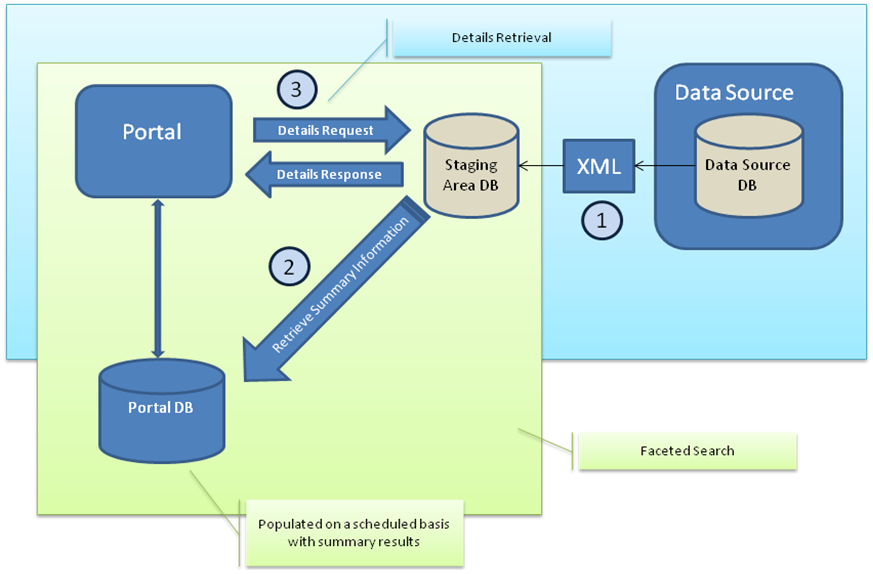 Details Retrieval
3
Portal
Details Request
Details Response
Staging
Area DB
XML
1
Data Source
Data Source
DB
2
Retrieve Summary Information
Portal DB
Faceted Search
Populated on a scheduled basis
with summary results